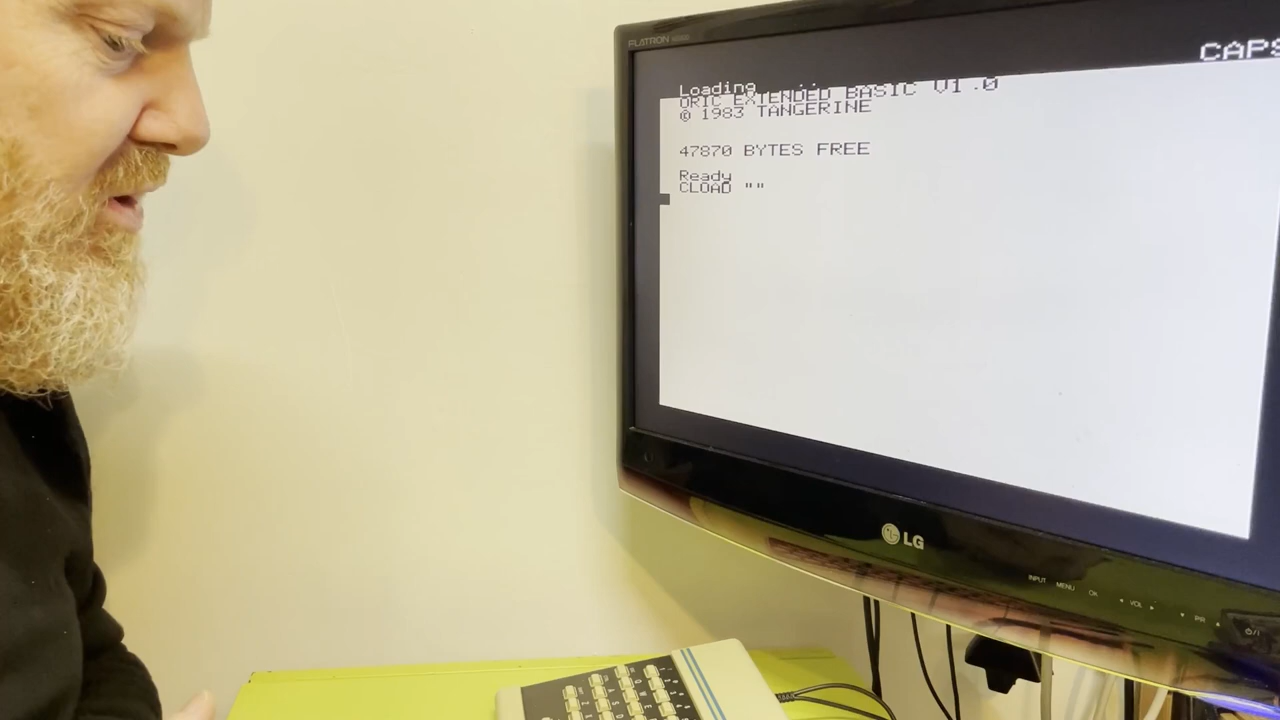 FLATRON
CAPS
Loading
ORIC EXTENDED BASIC V1.0
© 1983 TANGERINE
47870 BYTES FREE
Ready
CLOAD ""
LG
INPUT MENU OK VOL PR